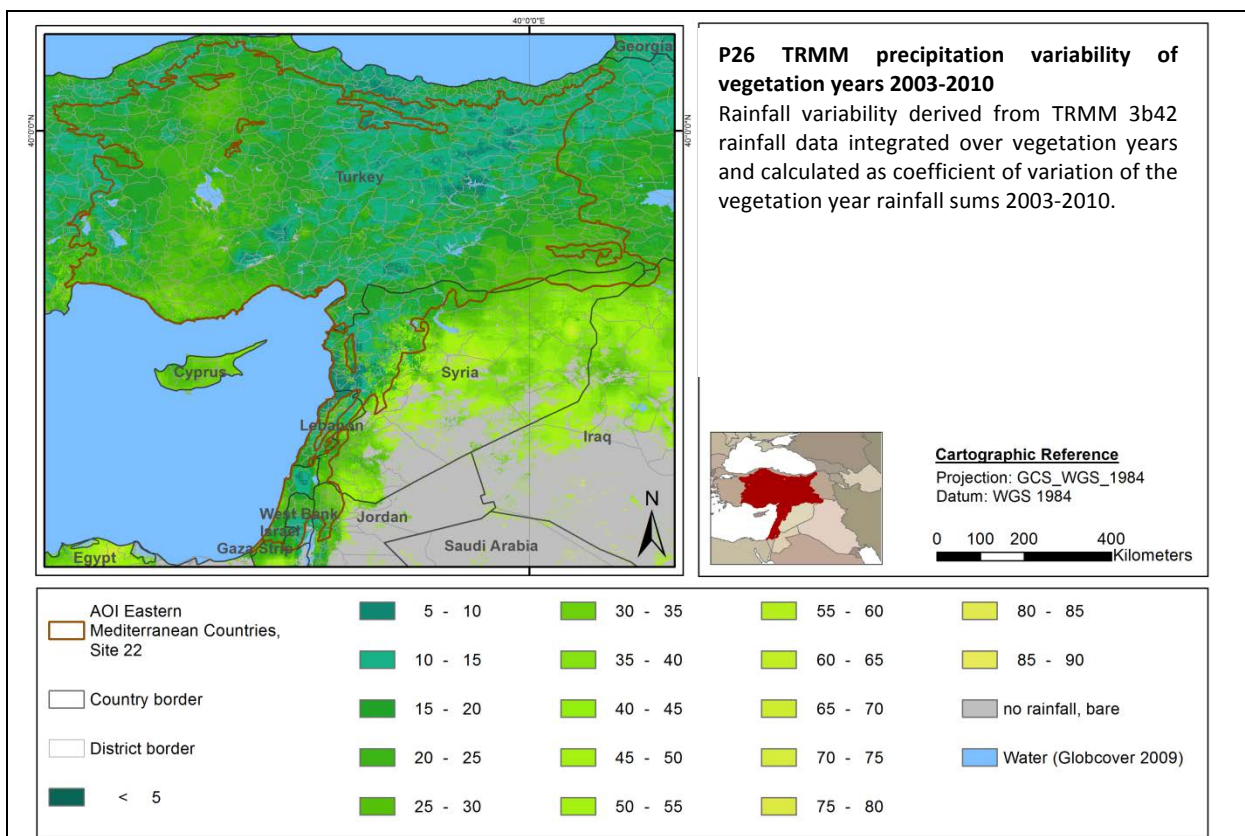 40°0'0"E
40°0'0"N
40°0'0"N
Georgia
Turkey
Cyprus
Syria
Lebanon
Iraq
West Bank
Israel
Jordan
Gaza Strip
Saudi Arabia
Egypt
N
P26 TRMM precipitation variability of
vegetation years 2003-2010
Rainfall variability derived from TRMM 3b42
rainfall data integrated over vegetation years
and calculated as coefficient of variation of the
vegetation year rainfall sums 2003-2010.
Cartographic Reference
Projection: GCS_WGS_1984
Datum: WGS 1984
0 100 200 400
Kilometers
AOI Eastern
Mediterranean Countries,
Site 22
Country border
District border
< 5
5 - 10
10 - 15
15 - 20
20 - 25
25 - 30
30 - 35
35 - 40
40 - 45
45 - 50
50 - 55
55 - 60
60 - 65
65 - 70
70 - 75
75 - 80
80 - 85
85 - 90
no rainfall, bare
Water (Globcover 2009)